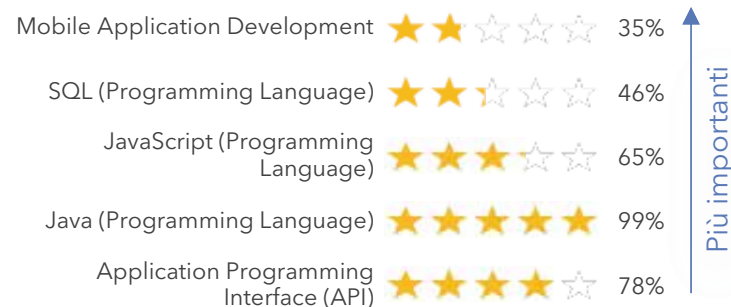 Mobile Application Development 35%
SQL (Programming Language) 46%
JavaScript (Programming
Language) 65%
Java (Programming Language) 99%
Application Programming
Interface (API) 78%
Più importanti